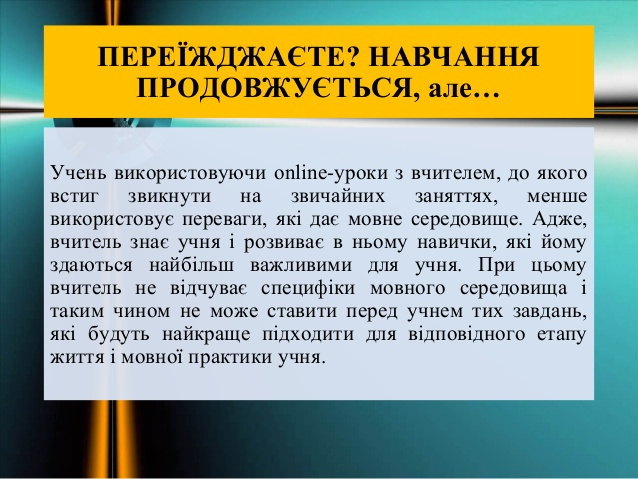 ПЕРЕЇЖДЖАЄТЕ? НАВЧАННЯ
ПРОДОВЖУЄТЬСЯ, але…
Учень використовуючи online-уроки з вчителем, до якого
встиг звикнути на звичайних заняттях, менше
використовує переваги, які дає мовне середовище. Адже,
вчитель знає учня і розвиває в ньому навички, які йому
здаються найбільш важливими для учня. При цьому
вчитель не відчуває специфіки мовного середовища і
таким чином не може ставити перед учнем тих завдань,
які будуть найкраще підходити для відповідного етапу
життя і мовної практики учня.